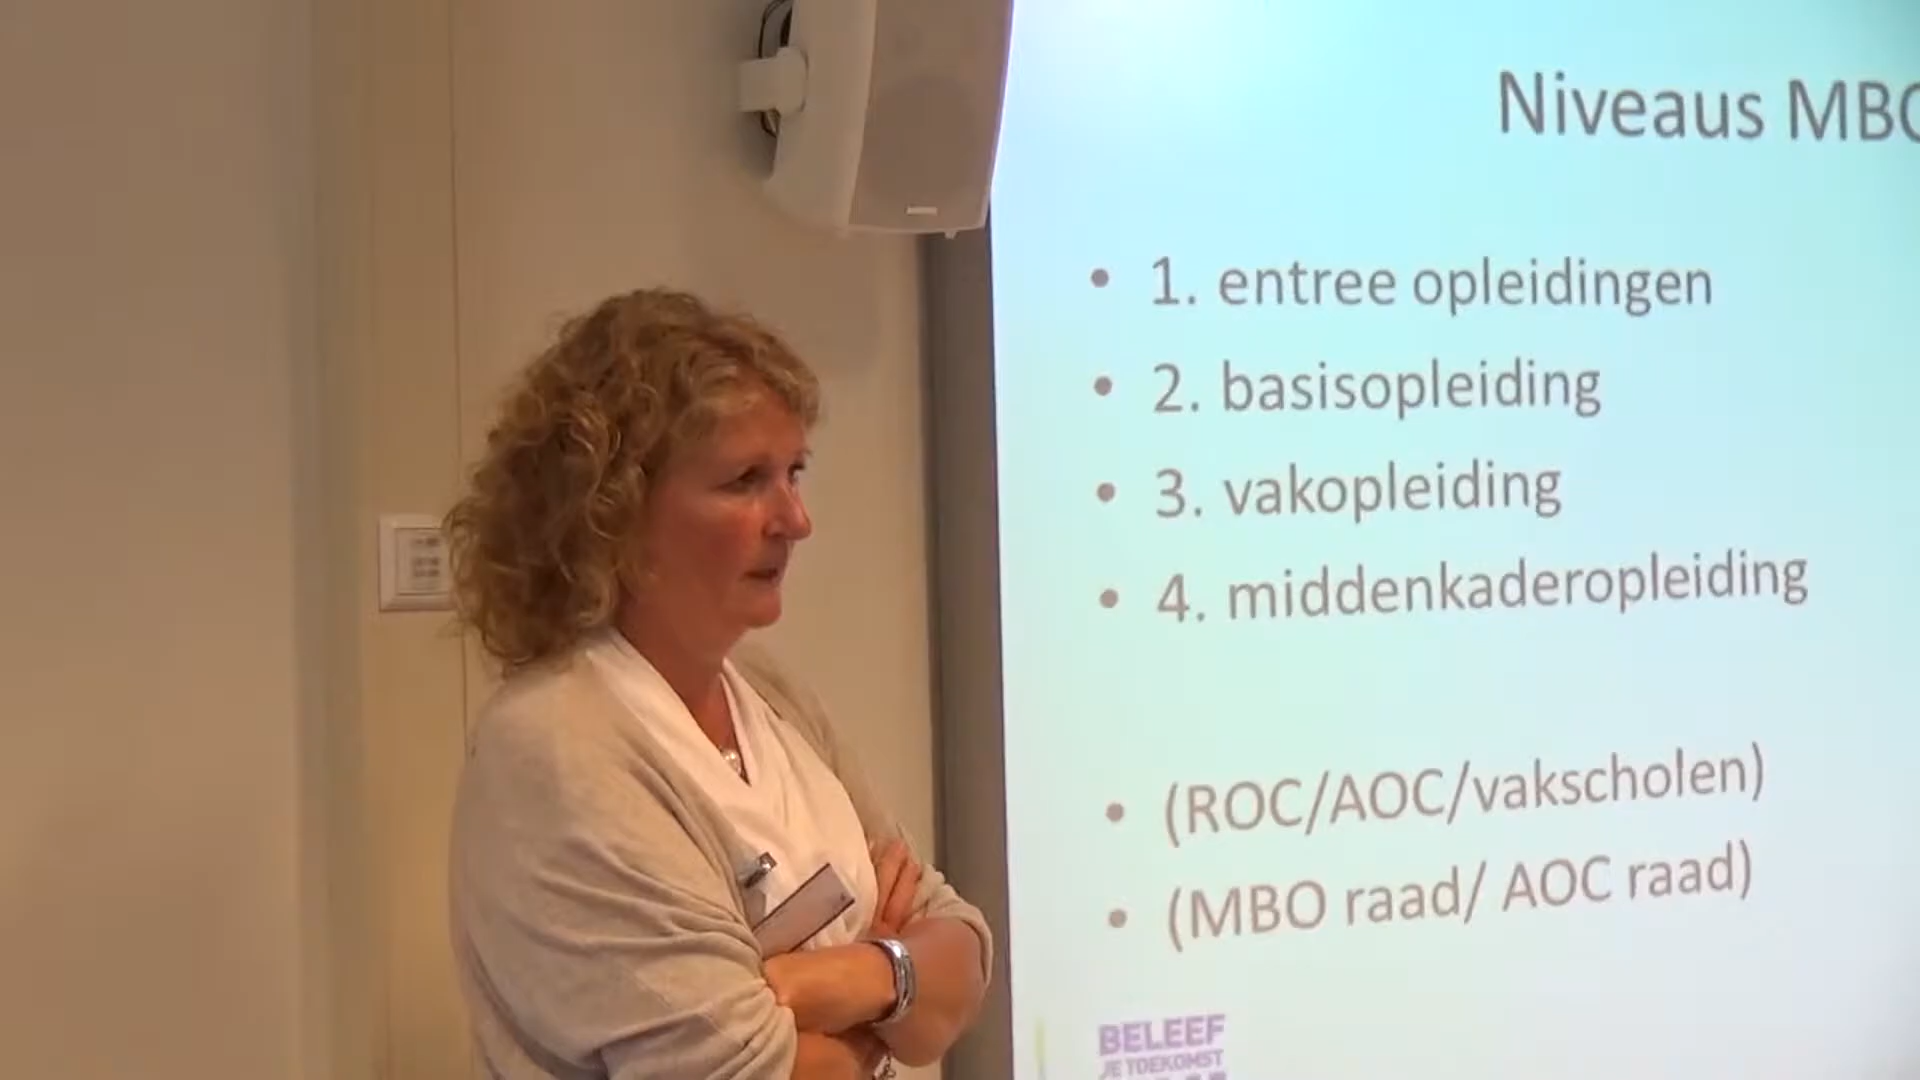 Niveaus MBO
• 1. entree opleidingen
• 2. basisopleiding
• 3. vakopleiding
• 4. middenkaderopleiding
• (ROC/AOC/vakscholen)
• (MBO raad/ AOC raad)
BELEEF
JE TOEKOMST